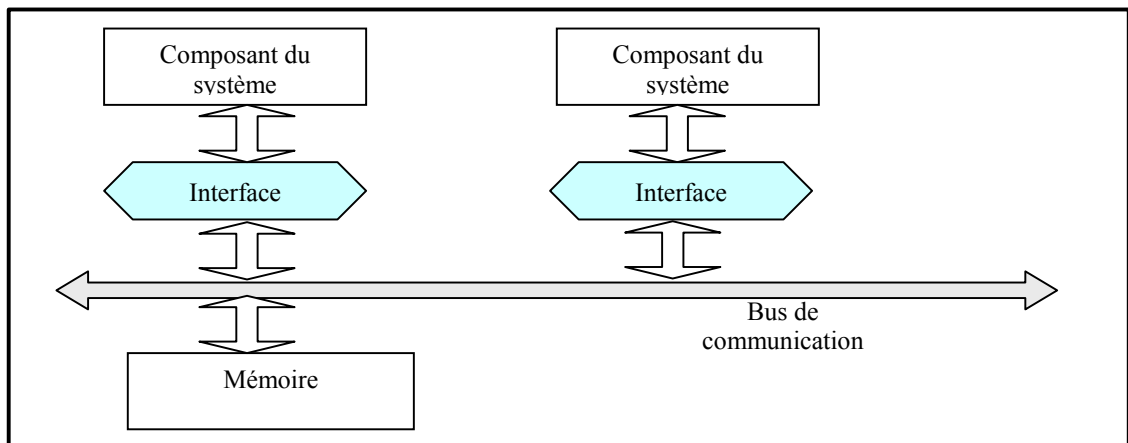 Composant du
système
Composant du
système
Interface
Interface
Bus de
communication
Mémoire